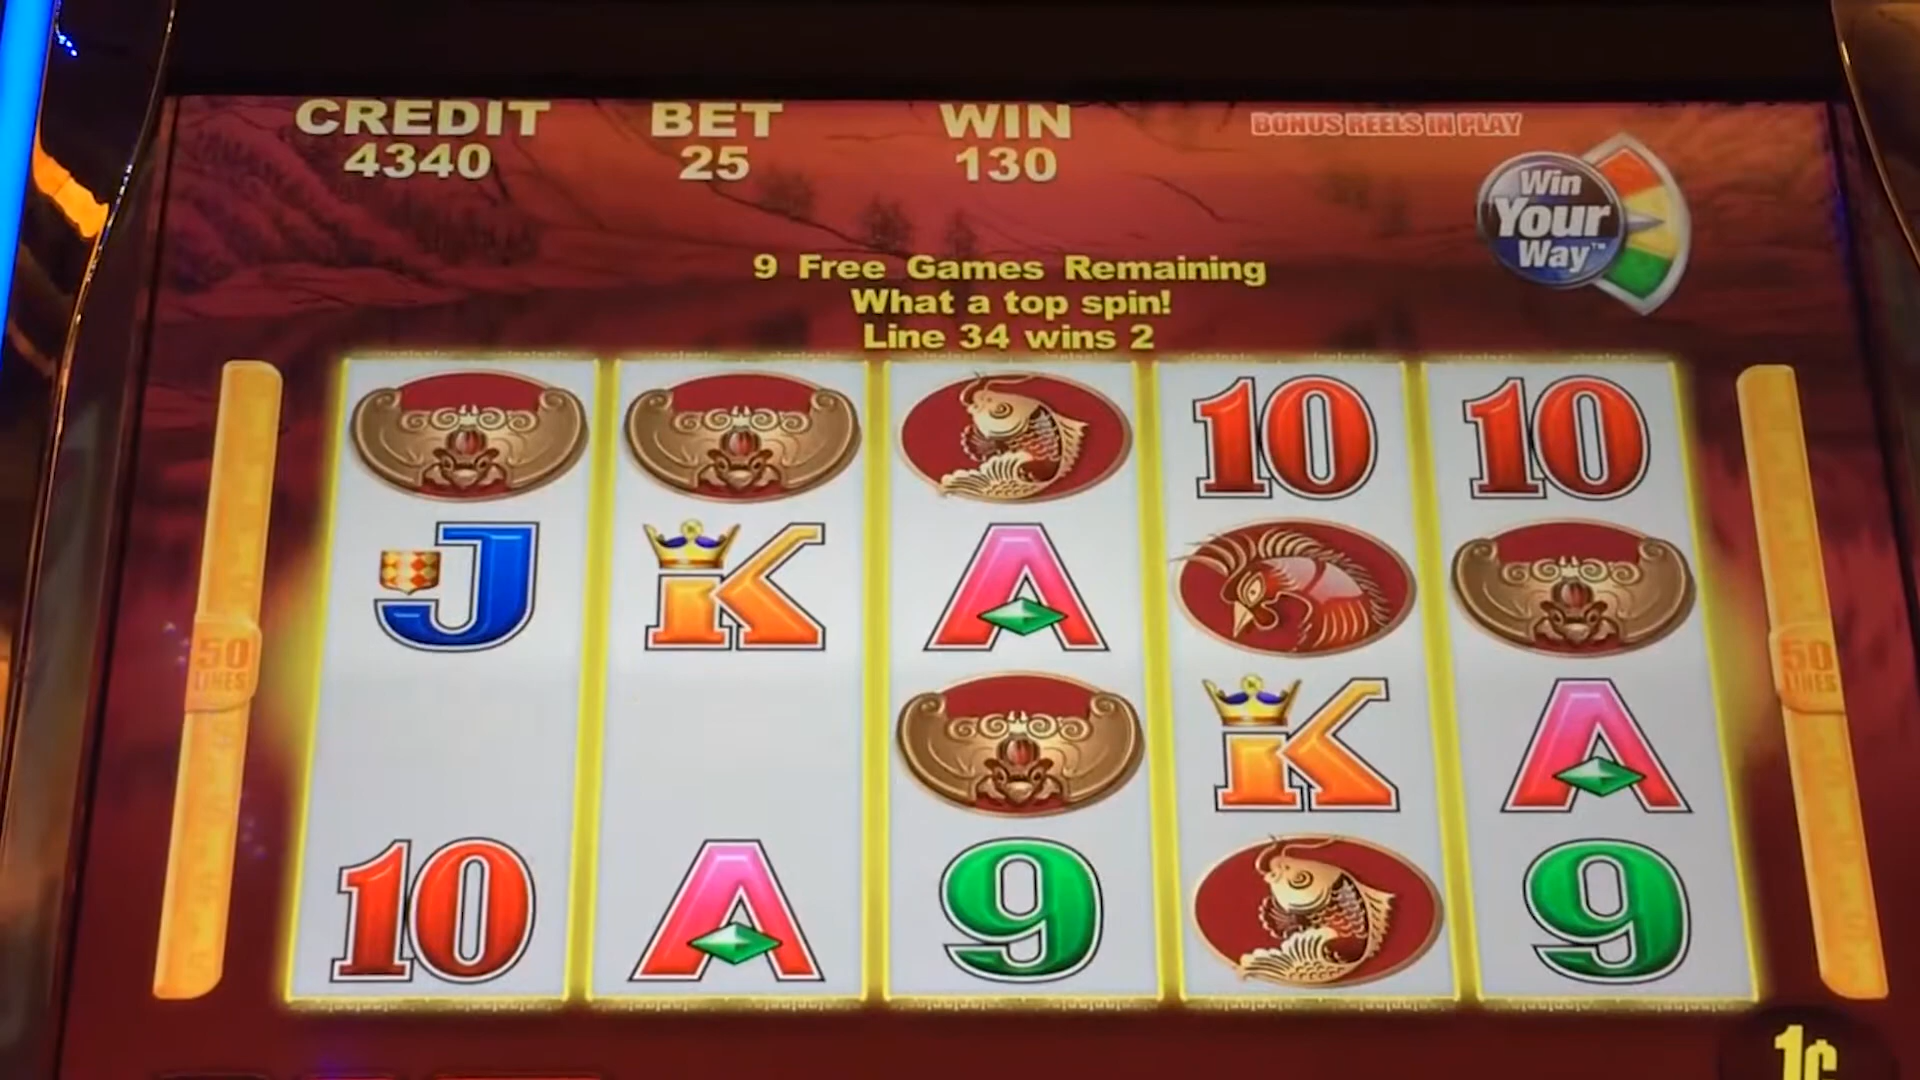 CREDIT BET WIN
4340 25 130
BONUS REELS IN PLAY
Win
Your
Way™
9 Free Games Remaining
What a top spin!
Line 34 wins 2
10 10
J K A
50
LINES
50
LINES
K A
10 A 9 9
1¢